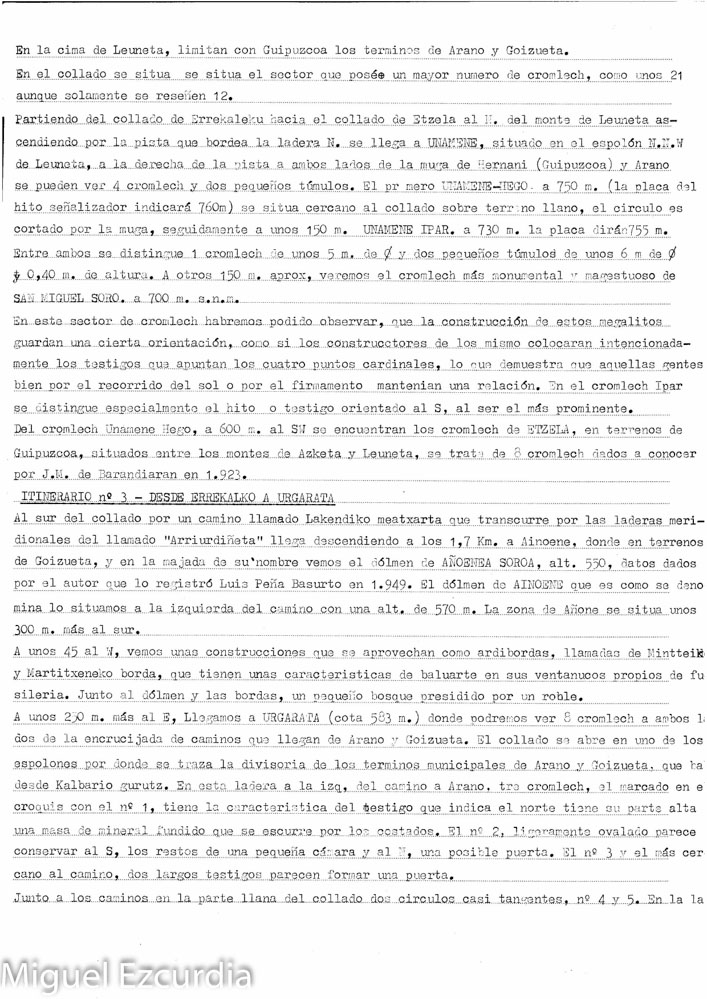 En la cima de Leuneta, limitan con Guipuzcoa los terminos de Arano y Goizueta.
En el collado se situa se situa el sector que poseé un mayor numero de cromlech, como unos 21
aunque solamente se reseñen 12.
Partiendo del collado de Errekaleku hacia el collado de Etzela al N. del monte de Leuneta as-
cendiendo por la pista que bordea la ladera N. se llega a UNAMENE, situado en el espolón N.N.W
de Leuneta, a la derecha de la pista a ambos lados de la muga de Hernani (Guipuzcoa) y Arano
se pueden ver 4 cromlech y dos pequeños túmulos. El pr mero UNAMENE-HEGO. a 750 m. (la placa del
hito señalizador indicará 760m) se situa cercano al collado sobre terreno llano, el circulo es
cortado por la muga, seguidamente a unos 150 m. UNAMENE IPAR. a 730 m. la placa dirán755 m.
Entre ambos se distingue 1 cromlech de unos 5 m. de Ø y dos pequeños túmulos de unos 6 m de Ø
y 0,40 m. de altura. A otros 150 m. aprox, veremos el cromlech más monumental y magestuoso de
SAN MIGUEL SORO. a 700 m. s.n.m.
En este sector de cromlech habremos podido observar, que la construcción de estos megalitos
guardan una cierta orientación, como si los construcotores de los mismo colocaran intencionada-
mente los testigos que apuntan los cuatro puntos cardinales, lo que demuestra que aquellas gentes
bien por el recorrido del sol o por el firmamento mantenian una relación. En el cromlech Ipar
se distingue especialmente el hito o testigo orientado al S, al ser el más prominente.
Del cromlech Unamene Hego, a 600 m. al SW se encuentran los cromlech de ETZELA, en terrenos de
Guipuzcoa, situados entre los montes de Azketa y Leuneta, se trata de 8 cromlech dados a conocer
por J.M. de Barandiaran en 1.923.
ITINERARIO nº 3 - DESDE ERREKALKO A URGARATA
Al sur del collado por un camino llamado Lakendiko meatxarta que transcurre por las laderas meri-
dionales del llamado "Arriurdiñeta" llega descendiendo a los 1,7 Km. a Ainoene, donde en terrenos
de Goizueta, y en la majada de su'nombre vemos el dólmen de AÑOENEA SOROA, alt. 550, datos dados
por el autor que lo registró Luis Peña Basurto en 1.949. El dólmen de AINOENE que es como se deno
mina lo situamos a la izquierda del camino con una alt. de 570 m. La zona de Añone se situa unos
300 m. más al sur.
A unos 45 al W, vemos unas construcciones que se aprovechan como ardibordas, llamadas de Mintteik
y Martitxeneko borda, que tienen unas caracteristicas de baluarte en sus ventanucos propios de fu
sileria. Junto al dólmen y las bordas, un pequeño bosque presidido por un roble.
A unos 250 m. más al E, Llegamos a URGARATA (cota 583 m.) donde podremos ver 8 cromlech a ambos l
dos de la encrucijada de caminos que llegan de Arano y Goizueta. El collado se abre en uno de los
espolones por donde se traza la divisoria de los terminos municipales de Arano y Goizueta, que ba
desde Kalbario gurutz. En esta ladera a la izq, del camino a Arano, tre cromlech, el marcado en e
croquis con el nº 1, tiene la caracteristica del testigo que indica el norte tiene su parte alta
una masa de mineral fundido que se escurre por los costados. El nº 2, ligeramente ovalado parece
conservar al S, los restos de una pequeña cámara y al N, una posible puerta. El nº 3 y el más cer
cano al camino, dos largos testigos parecen formar una puerta.
Junto a los caminos en la parte llana del collado dos circulos casi tangentes, nº 4 y 5. En la la
Miguel Ezcurdia